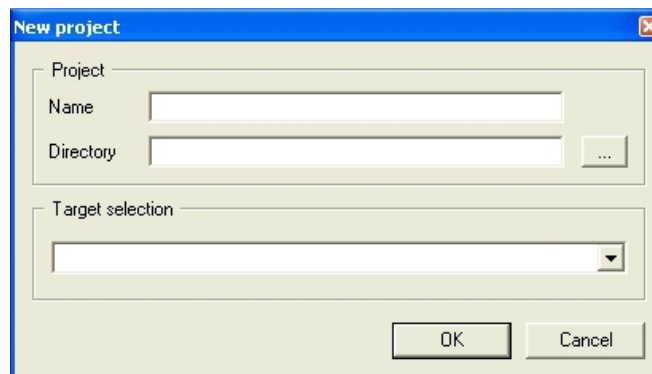 New project
Project
Name
Directory
...
Target selection
OK
Cancel